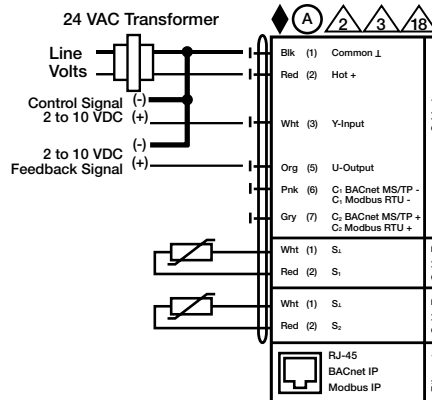 24 VAC Transformer
A 2 3 18
Line
Volts
Blk (1) Common ⊥
Red (2) Hot +
Control Signal (-)
2 to 10 VDC (+)
Wht (3) Y-Input
(-)
2 to 10 VDC
Feedback Signal (+)
Org (5) U-Output
Pnk (6) C₁ BACnet MS/TP -
C₁ Modbus RTU -
Gry (7) C₂ BACnet MS/TP +
C₂ Modbus RTU +
Wht (1) S⊥
Red (2) S₁
Wht (1) S⊥
Red (2) S₂
RJ-45
BACnet IP
Modbus IP